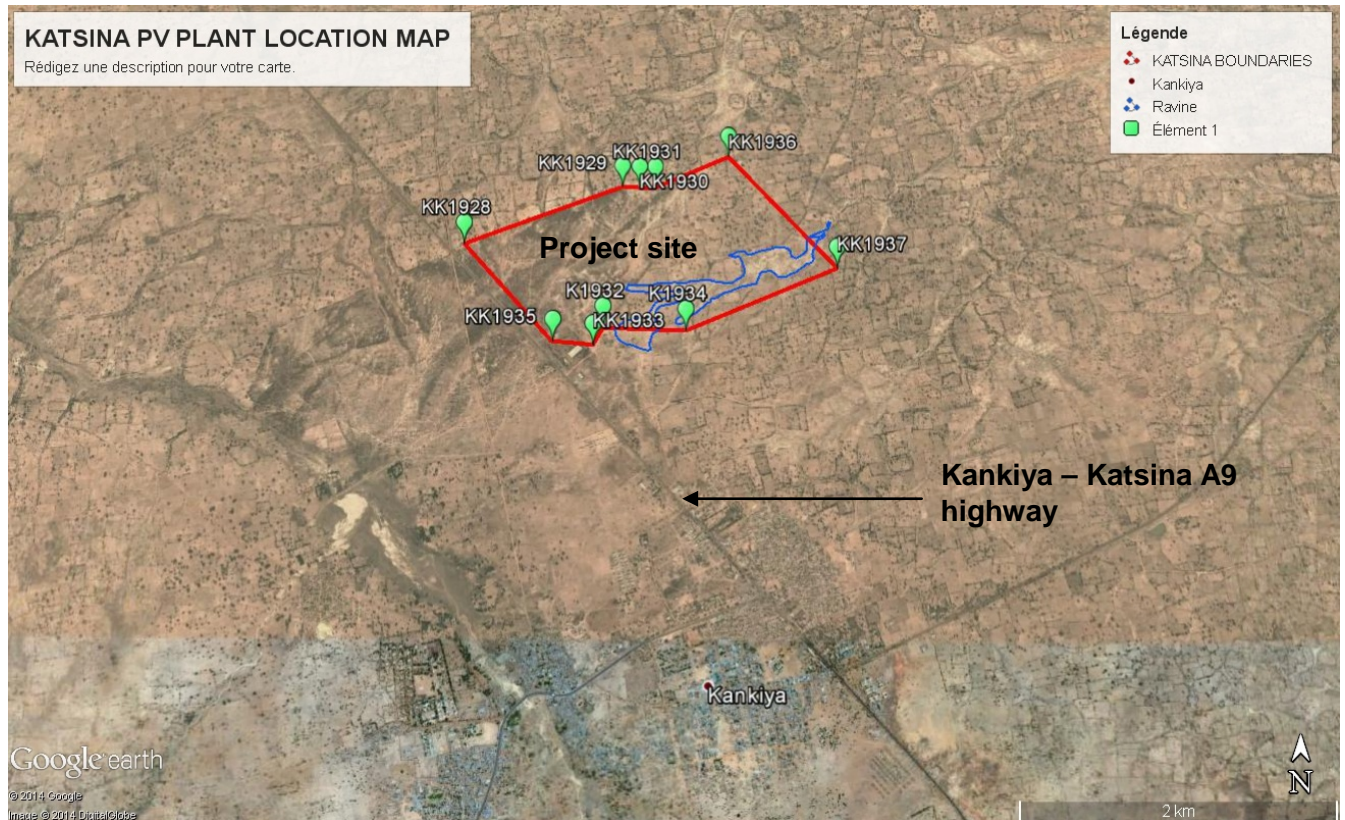 KATSINA PV PLANT LOCATION MAP
Rédigez une description pour votre carte.
Légende
KATSINA BOUNDARIES
Kankiya
Ravine
Élément 1
KK1936
KK1931
KK1929
KK1930
KK1928
Project site
KK1937
K1932
K1934
KK1935
KK1933
Kankiya – Katsina A9
highway
Kankiya
Google earth
© 2014 Google
Image © 2014 DigitalGlobe
N
2 km